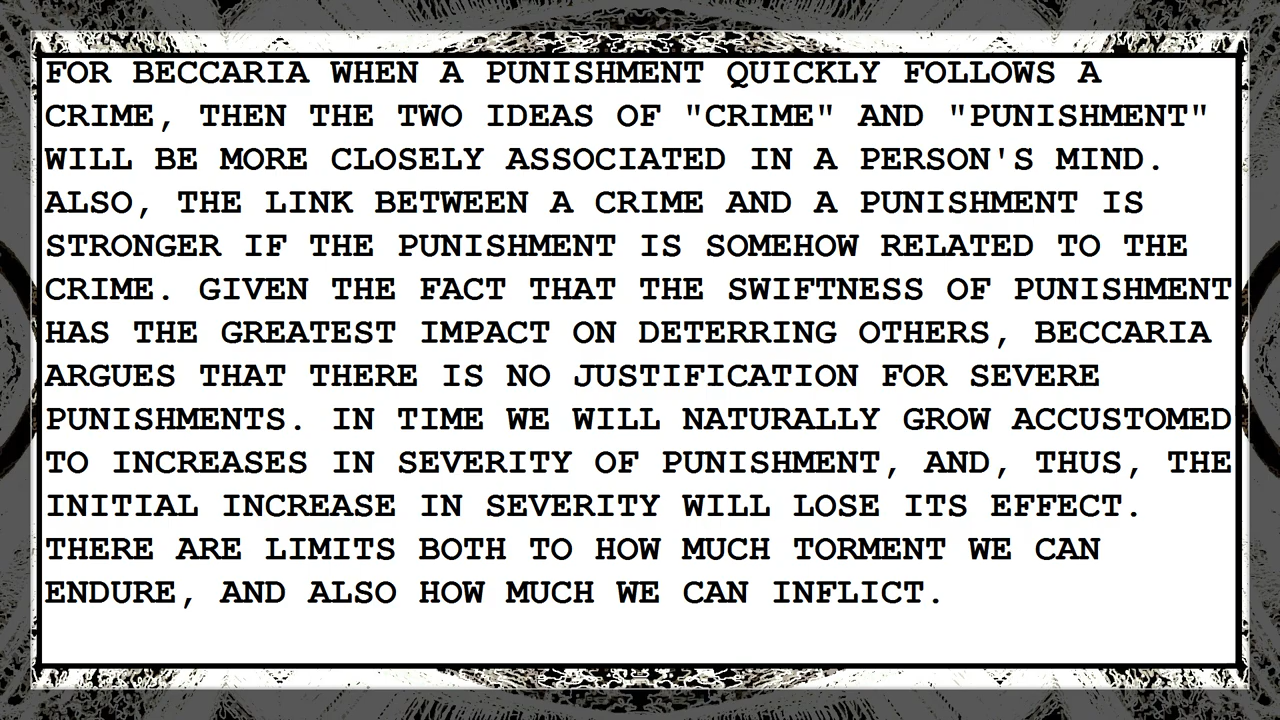 FOR BECCARIA WHEN A PUNISHMENT QUICKLY FOLLOWS A
CRIME, THEN THE TWO IDEAS OF "CRIME" AND "PUNISHMENT"
WILL BE MORE CLOSELY ASSOCIATED IN A PERSON'S MIND.
ALSO, THE LINK BETWEEN A CRIME AND A PUNISHMENT IS
STRONGER IF THE PUNISHMENT IS SOMEHOW RELATED TO THE
CRIME. GIVEN THE FACT THAT THE SWIFTNESS OF PUNISHMENT
HAS THE GREATEST IMPACT ON DETERRING OTHERS, BECCARIA
ARGUES THAT THERE IS NO JUSTIFICATION FOR SEVERE
PUNISHMENTS. IN TIME WE WILL NATURALLY GROW ACCUSTOMED
TO INCREASES IN SEVERITY OF PUNISHMENT, AND, THUS, THE
INITIAL INCREASE IN SEVERITY WILL LOSE ITS EFFECT.
THERE ARE LIMITS BOTH TO HOW MUCH TORMENT WE CAN
ENDURE, AND ALSO HOW MUCH WE CAN INFLICT.